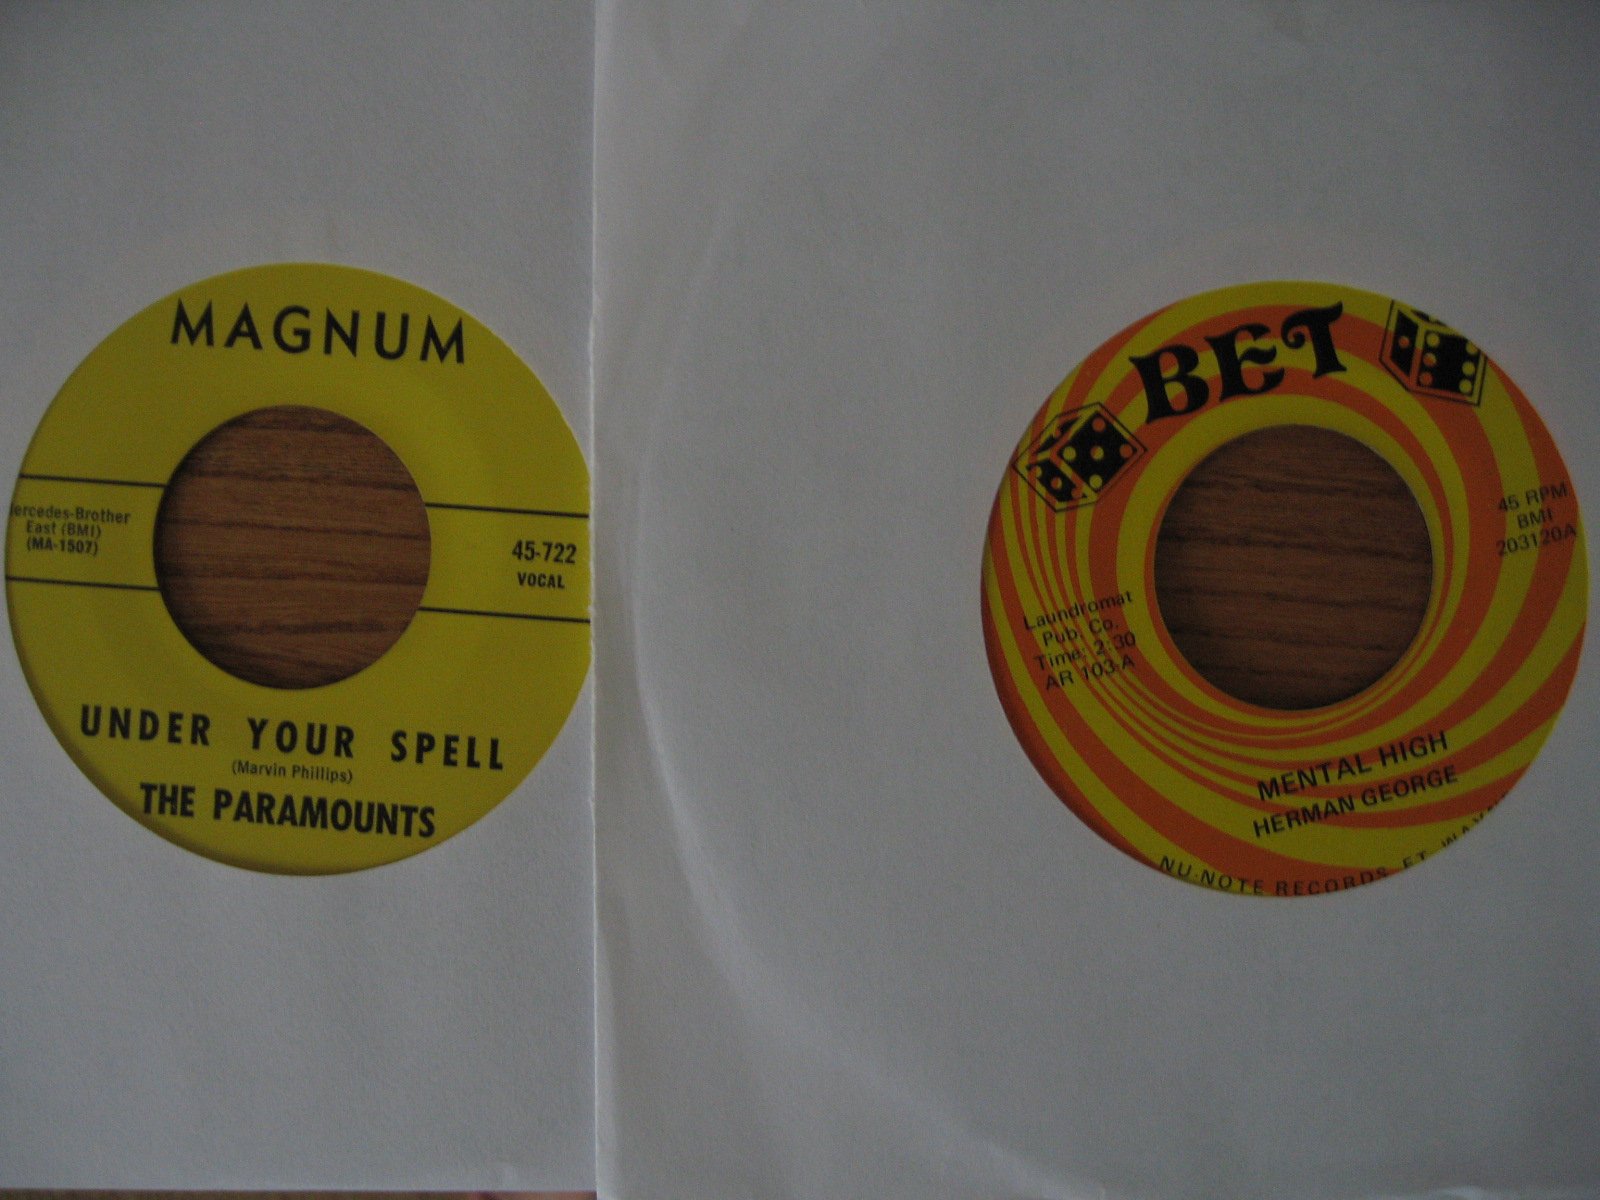 MAGNUM
ercedes-Brother
East (BMI)
(MA-1507)
45-722
VOCAL
UNDER YOUR SPELL
(Marvin Phillips)
THE PARAMOUNTS
BET
45 RPM
BMI
203120A
Laundromat
Pub. Co.
Time: 2:30
AR 103-A
MENTAL HIGH
HERMAN GEORGE
NU-NOTE RECORDS FT. WAY